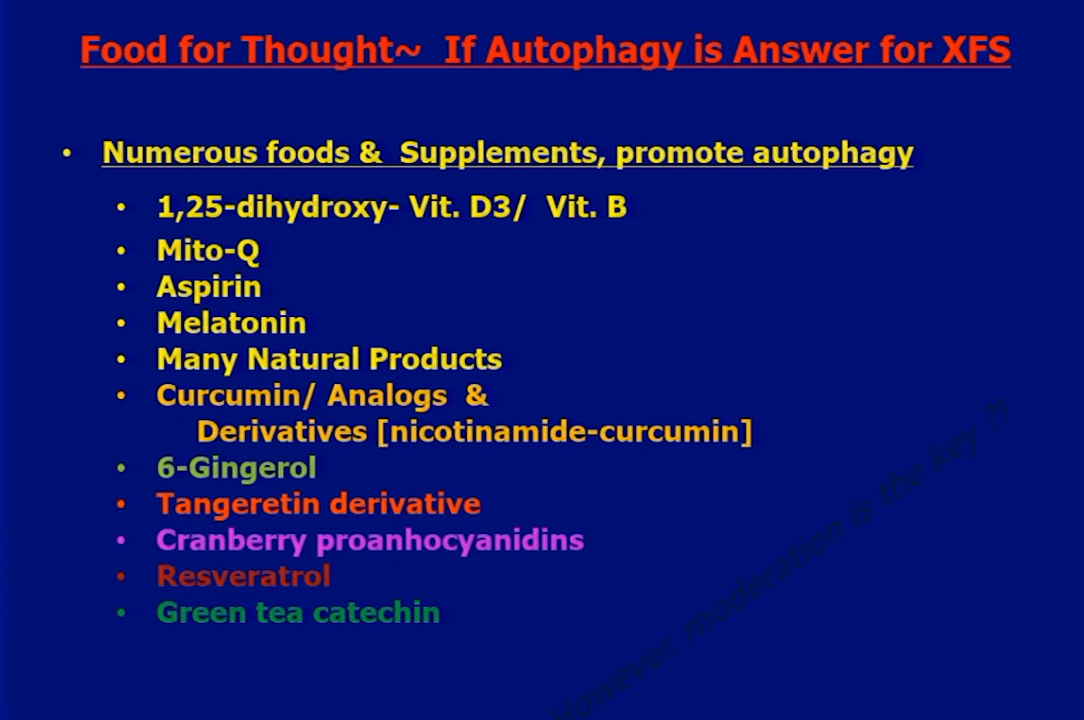 Food for Thought~ If Autophagy is Answer for XFS
• Numerous foods & Supplements, promote autophagy
• 1,25-dihydroxy- Vit. D3/ Vit. B
• Mito-Q
• Aspirin
• Melatonin
• Many Natural Products
• Curcumin/ Analogs &
Derivatives [nicotinamide-curcumin]
• 6-Gingerol
• Tangeretin derivative
• Cranberry proanhocyanidins
• Resveratrol
• Green tea catechin
However, moderation is the key ?!